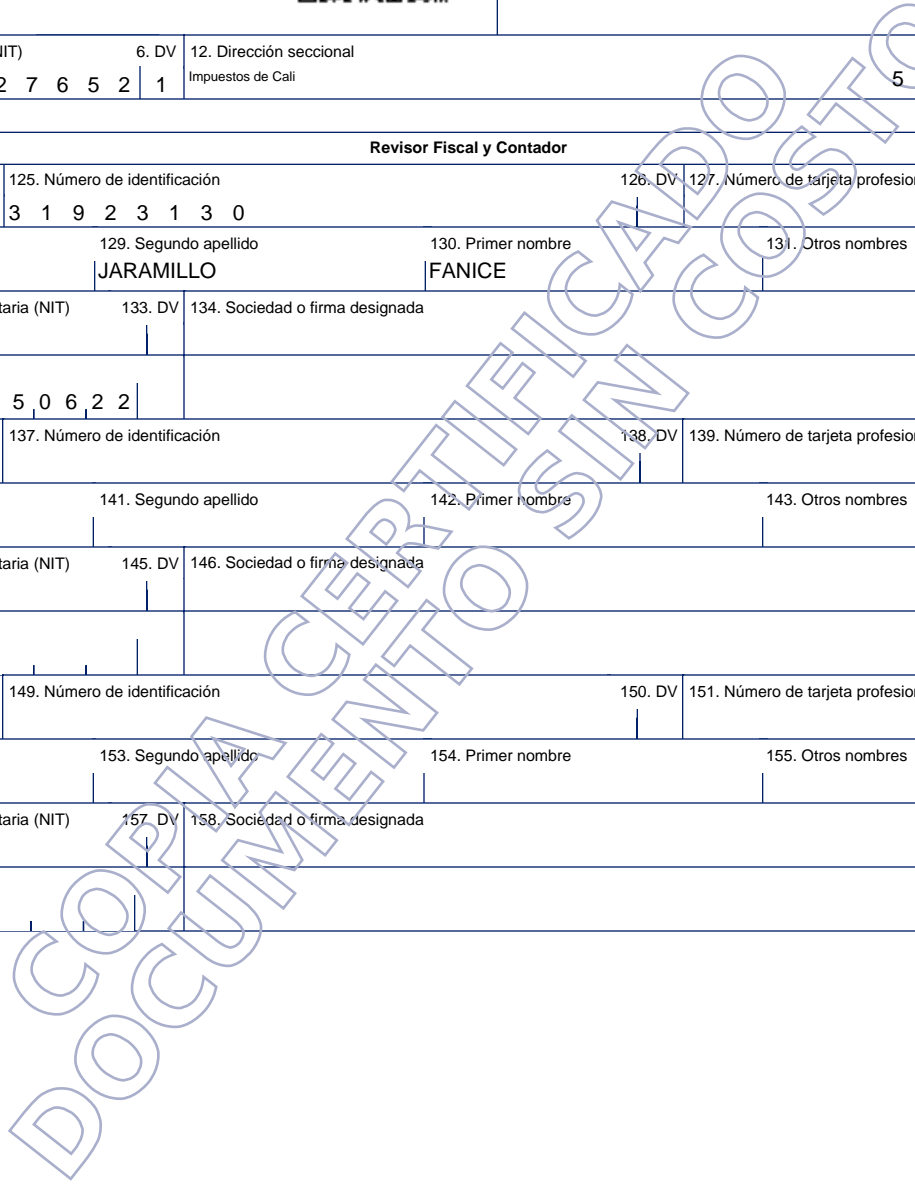 IT) 6. DV 12. Dirección seccional
2 7 6 5 2 1 Impuestos de Cali 5
Revisor Fiscal y Contador
125. Número de identificación 126. DV 127. Número de tarjeta profesion
3 1 9 2 3 1 3 0
129. Segundo apellido 130. Primer nombre 131. Otros nombres
JARAMILLO FANICE
taria (NIT) 133. DV 134. Sociedad o firma designada
5 0 6 2 2
137. Número de identificación 138. DV 139. Número de tarjeta profesion
141. Segundo apellido 142. Primer nombre 143. Otros nombres
taria (NIT) 145. DV 146. Sociedad o firma designada
149. Número de identificación 150. DV 151. Número de tarjeta profesion
153. Segundo apellido 154. Primer nombre 155. Otros nombres
taria (NIT) 157. DV 158. Sociedad o firma designada
COPIA CERTIFICADO
DOCUMENTO SIN COSTO